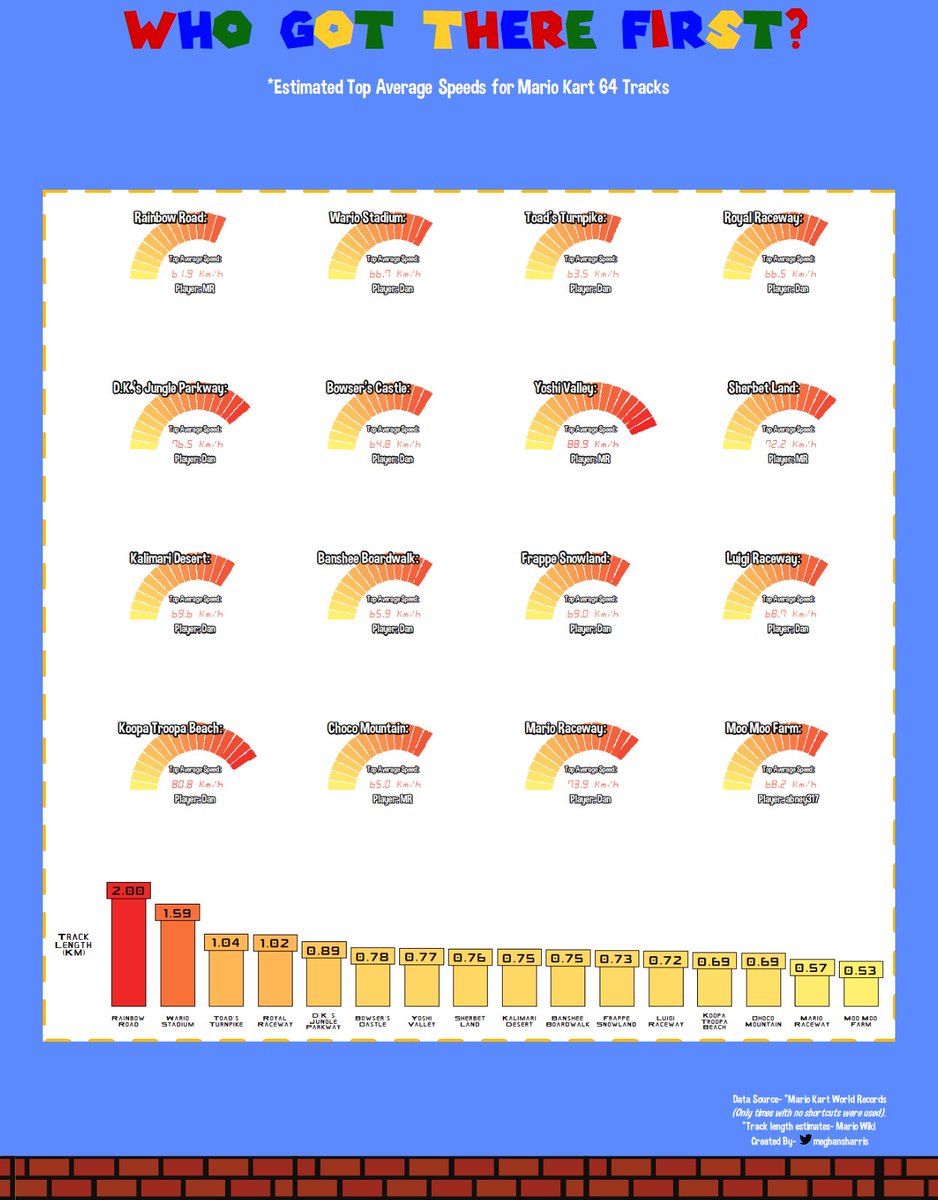 WHO GOT THERE FIRST?
*Estimated Top Average Speeds for Mario Kart 64 Tracks
Rainbow Road:
Top Average Speed:
61.9 Km/h
Player: MR
Wario Stadium:
Top Average Speed:
66.7 Km/h
Player: Dan
Toad's Turnpike:
Top Average Speed:
63.5 Km/h
Player: Dan
Royal Raceway:
Top Average Speed:
66.5 Km/h
Player: Dan
D.K.'s Jungle Parkway:
Top Average Speed:
76.5 Km/h
Player: Dan
Bowser's Castle:
Top Average Speed:
64.8 Km/h
Player: Dan
Yoshi Valley:
Top Average Speed:
88.9 Km/h
Player: MR
Sherbet Land:
Top Average Speed:
72.2 Km/h
Player: MR
Kalimari Desert:
Top Average Speed:
69.6 Km/h
Player: Dan
Banshee Boardwalk:
Top Average Speed:
65.9 Km/h
Player: Dan
Frappe Snowland:
Top Average Speed:
69.0 Km/h
Player: Dan
Luigi Raceway:
Top Average Speed:
68.7 Km/h
Player: Dan
Koopa Troopa Beach:
Top Average Speed:
80.8 Km/h
Player: Dan
Choco Mountain:
Top Average Speed:
65.0 Km/h
Player: MR
Mario Raceway:
Top Average Speed:
73.9 Km/h
Player: Dan
Moo Moo Farm:
Top Average Speed:
68.2 Km/h
Player: abney317
Track
Length
(KM)
2.00
1.59
1.04
1.02
0.89
0.78
0.77
0.76
0.75
0.75
0.73
0.72
0.69
0.69
0.57
0.53
Rainbow
Road
Wario
Stadium
Toad's
Turnpike
Royal
Raceway
D.K.'s
Jungle
Parkway
Bowser's
Castle
Yoshi
Valley
Sherbet
Land
Kalimari
Desert
Banshee
Boardwalk
Frappe
Snowland
Luigi
Raceway
Koopa
Troopa
Beach
Choco
Mountain
Mario
Raceway
Moo Moo
Farm
Data Source- *Mario Kart World Records
(Only times with no shortcuts were used).
*Track length estimates- Mario Wiki
Created By- meghansharris